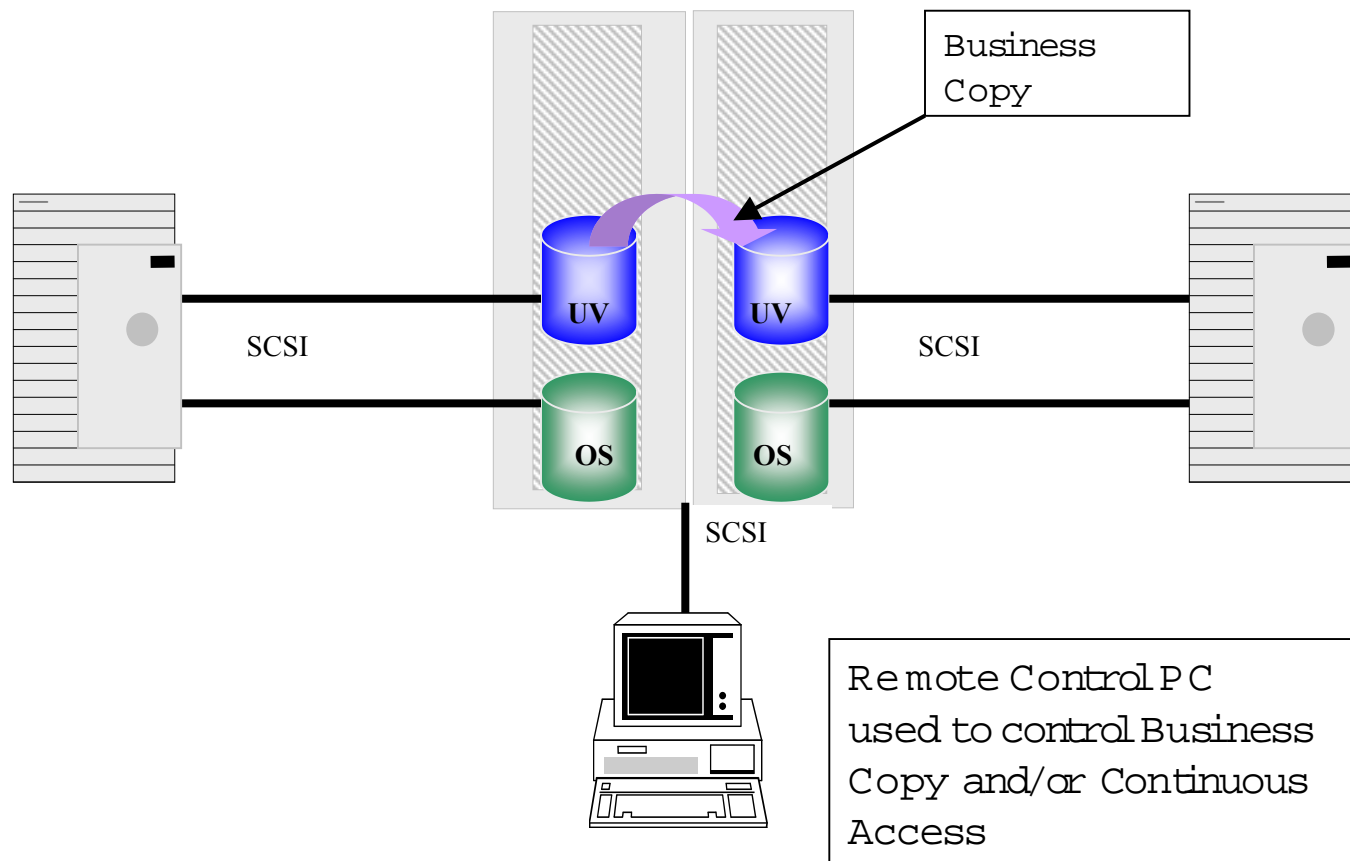 Business
Copy
UV
UV
SCSI
SCSI
OS
OS
SCSI
Remote Control PC
used to control Business
Copy and/or Continuous
Access